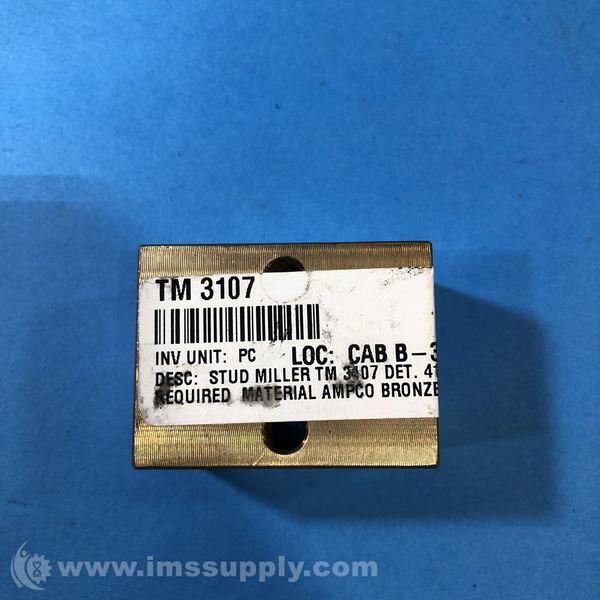 TM 3107
INV UNIT: PC LOC: CAB B-3
DESC: STUD MILLER TM 3107 DET.
REQUIRED MATERIAL AMPCO BRONZE
www.imssupply.com